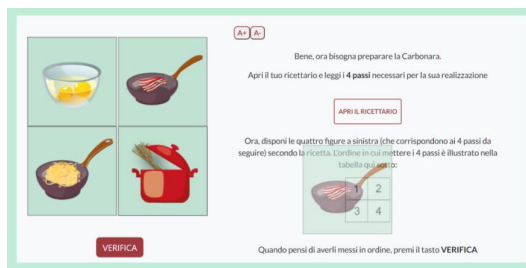 A+ A-
Bene, ora bisogna preparare la Carbonara.
Apri il tuo ricettario e leggi i 4 passi necessari per la sua realizzazione
APRI IL RICETTARIO
Ora, disponi le quattro figure a sinistra (che corrispondono ai 4 passi da
seguire) secondo la ricetta. L'ordine in cui mettere i 4 passi è illustrato nella
tabella qui sotto:
1 2
3 4
VERIFICA
Quando pensi di averli messi in ordine, premi il tasto VERIFICA